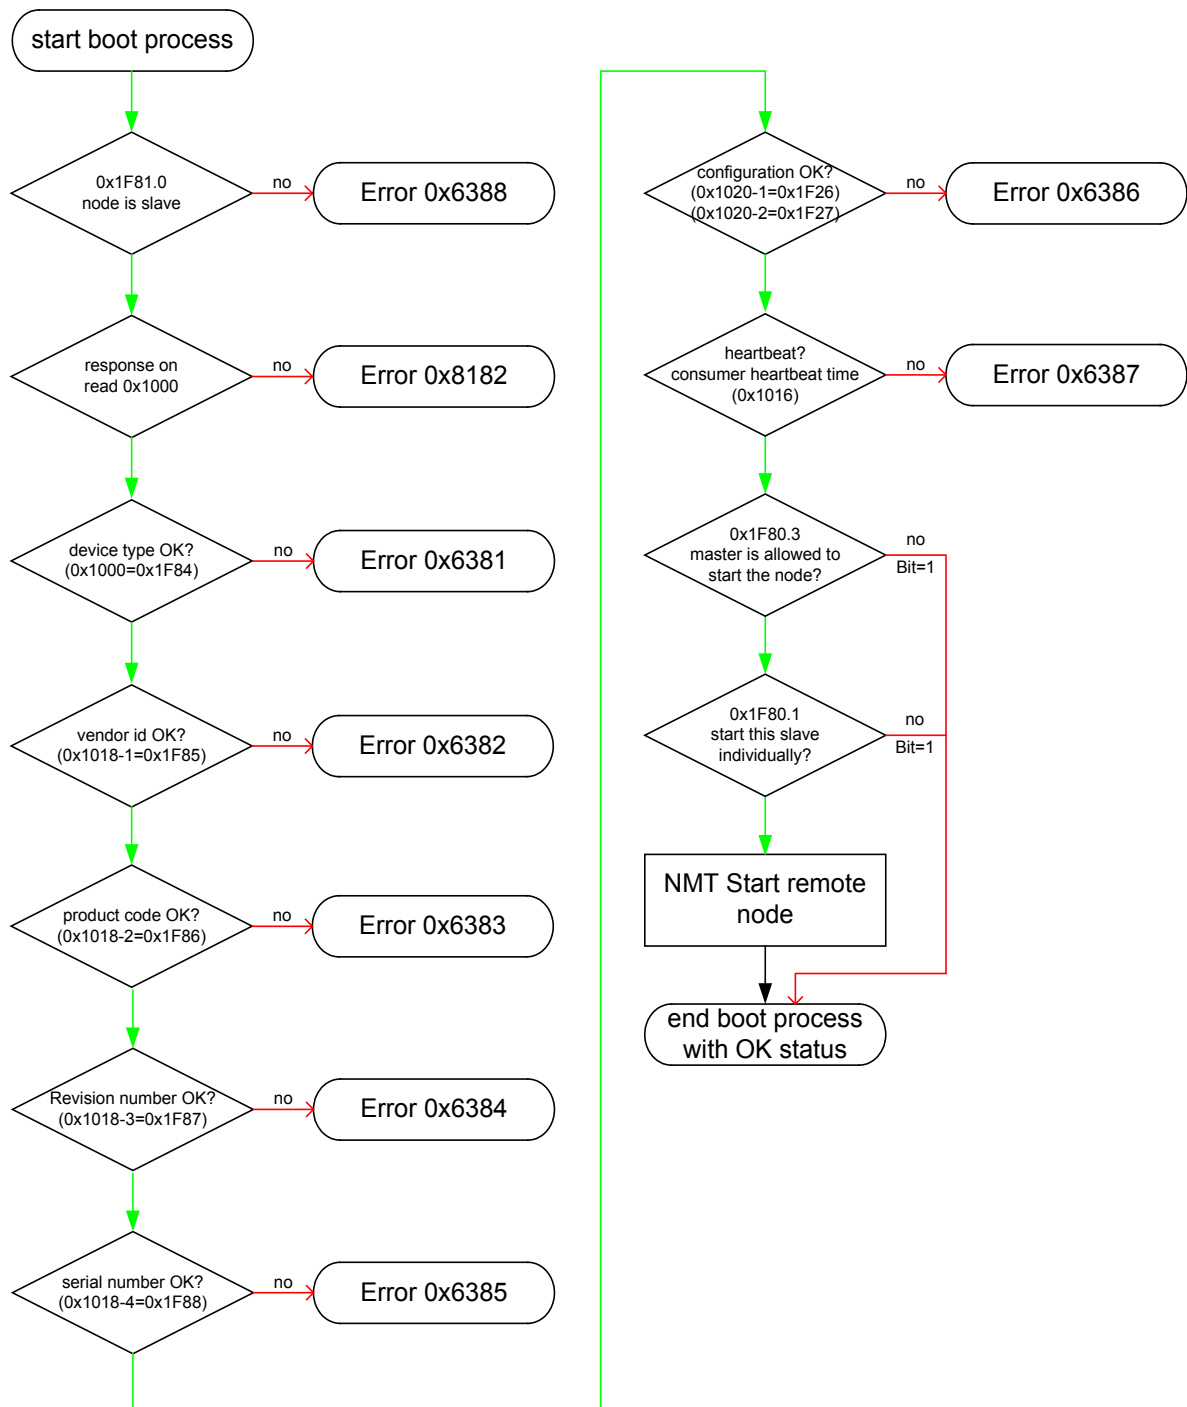 start boot process
0x1F81.0
node is slave
no
Error 0x6388
response on
read 0x1000
no
Error 0x8182
device type OK?
(0x1000=0x1F84)
no
Error 0x6381
vendor id OK?
(0x1018-1=0x1F85)
no
Error 0x6382
product code OK?
(0x1018-2=0x1F86)
no
Error 0x6383
Revision number OK?
(0x1018-3=0x1F87)
no
Error 0x6384
serial number OK?
(0x1018-4=0x1F88)
no
Error 0x6385
configuration OK?
(0x1020-1=0x1F26)
(0x1020-2=0x1F27)
no
Error 0x6386
heartbeat?
consumer heartbeat time
(0x1016)
no
Error 0x6387
0x1F80.3
master is allowed to
start the node?
no
Bit=1
0x1F80.1
start this slave
individually?
no
Bit=1
NMT Start remote
node
end boot process
with OK status